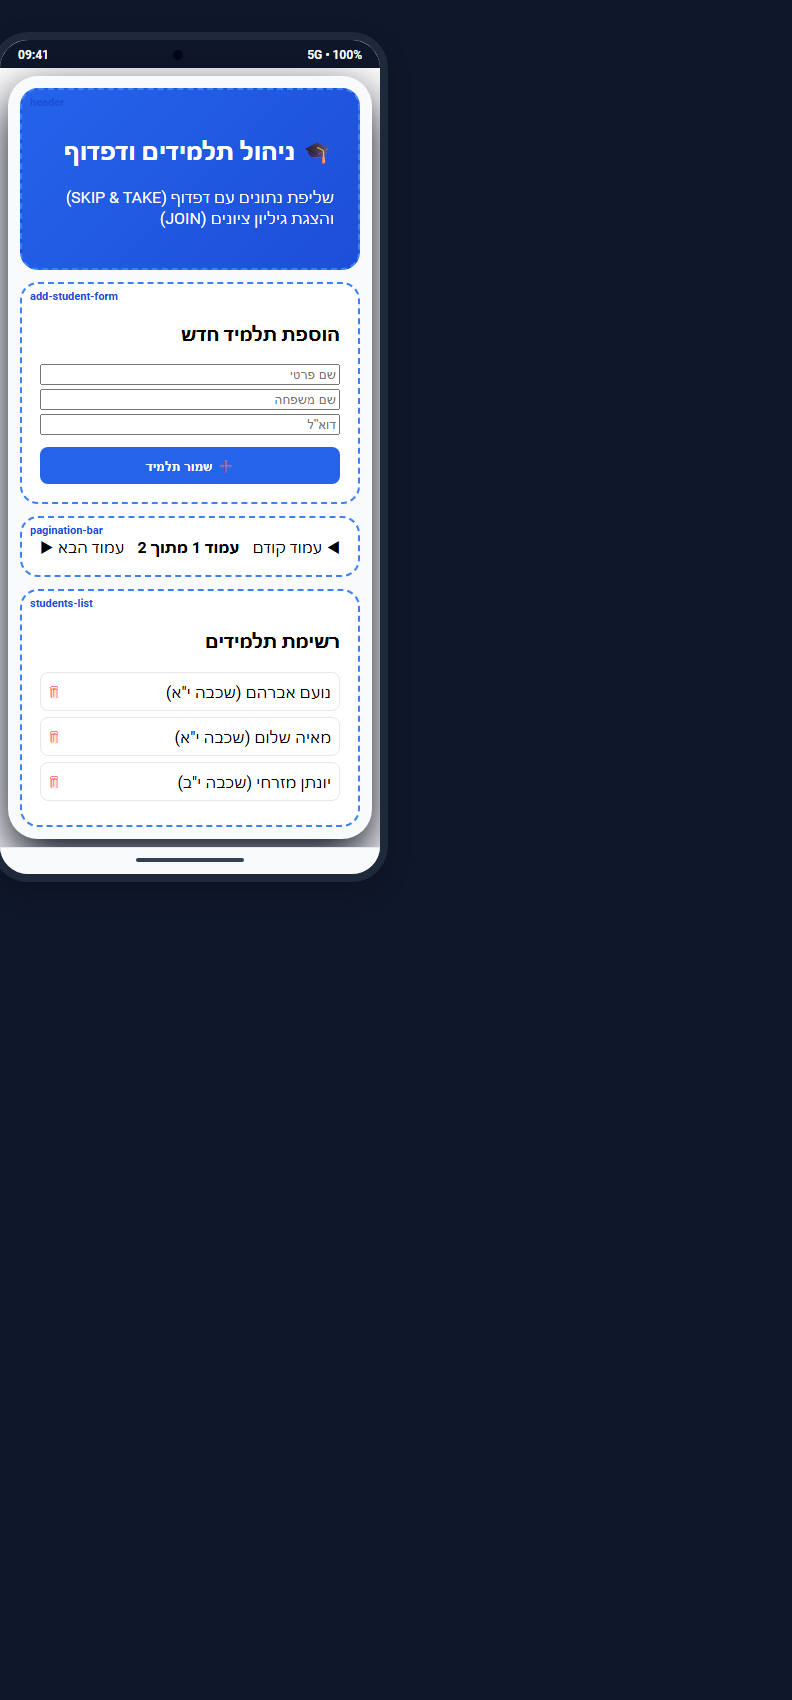 09:41
5G • 100%
header
🎓 ניהול תלמידים ודפדוף
שליפת נתונים עם דפדוף (SKIP & TAKE)
והצגת גיליון ציונים (JOIN)
add-student-form
הוספת תלמיד חדש
שם פרטי
שם משפחה
דוא"ל
➕ שמור תלמיד
pagination-bar
◀ עמוד קודם
עמוד 1 מתוך 2
עמוד הבא ▶
students-list
רשימת תלמידים
נועם אברהם (שכבה י"א)
מאיה שלום (שכבה י"א)
יונתן מזרחי (שכבה י"ב)